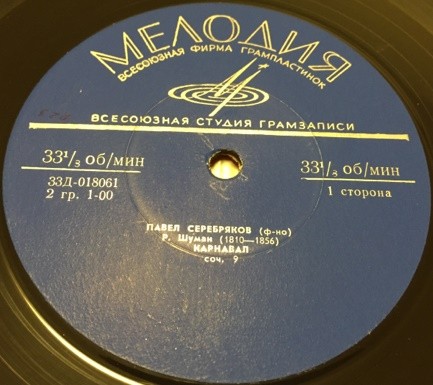 МЕЛОДИЯ
ВСЕСОЮЗНАЯ ФИРМА ГРАМПЛАСТИНОК
ВСЕСОЮЗНАЯ СТУДИЯ ГРАМЗАПИСИ
33⅓ об/мин
33Д-018061
2 гр. 1-00
33⅓ об/мин
1 сторона
ПАВЕЛ СЕРЕБРЯКОВ (ф-но)
Р. Шуман (1810—1856)
КАРНАВАЛ
соч. 9